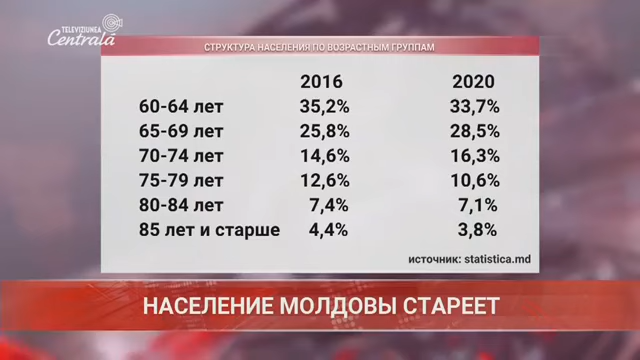 TELEVIZIUNEA
Centrală
СТРУКТУРА НАСЕЛЕНИЯ ПО ВОЗРАСТНЫМ ГРУППАМ
2016 2020
60-64 лет 35,2% 33,7%
65-69 лет 25,8% 28,5%
70-74 лет 14,6% 16,3%
75-79 лет 12,6% 10,6%
80-84 лет 7,4% 7,1%
85 лет и старше 4,4% 3,8%
источник: statistica.md
НАСЕЛЕНИЕ МОЛДОВЫ СТАРЕЕТ